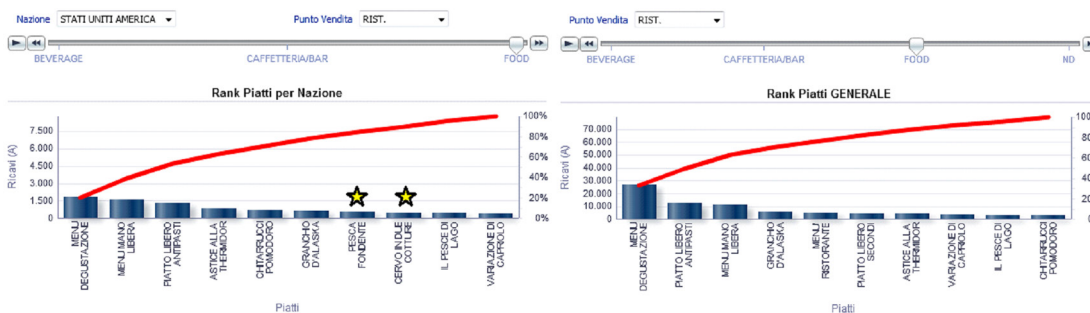 Nazione STATI UNITI AMERICA Punto Vendita RIST.
BEVERAGE CAFFETTERIA/BAR FOOD
Rank Piatti per Nazione
Ricavi (A)
7.500
6.000
4.500
3.000
1.500
0
100%
80%
60%
40%
20%
0%
MENU DEGUSTAZIONE
MENU MANO LIBERA
PIATTO LIBERO ANTIPASTI
ASTICE ALLA THERMIDOR
CHITARRUCCI POMODORO
GRANCHIO D'ALASKA
PESCA FONDENTE
CERVO IN DUE COTTURE
IL PESCE DI LAGO
VARIAZIONE DI CAPRIOLO
Piatti
Punto Vendita RIST.
BEVERAGE CAFFETTERIA/BAR FOOD ND
Rank Piatti GENERALE
Ricavi (A)
70.000
60.000
50.000
40.000
30.000
20.000
10.000
0
100
80
60
40
20
0
MENU DEGUSTAZIONE
PIATTO LIBERO ANTIPASTI
MENU MANO LIBERA
GRANCHIO D'ALASKA
MENU RISTORANTE
PIATTO LIBERO SECONDI
ASTICE ALLA THERMIDOR
VARIAZIONE DI CAPRIOLO
IL PESCE DI LAGO
CHITARRUCCI POMODORO
Piatti